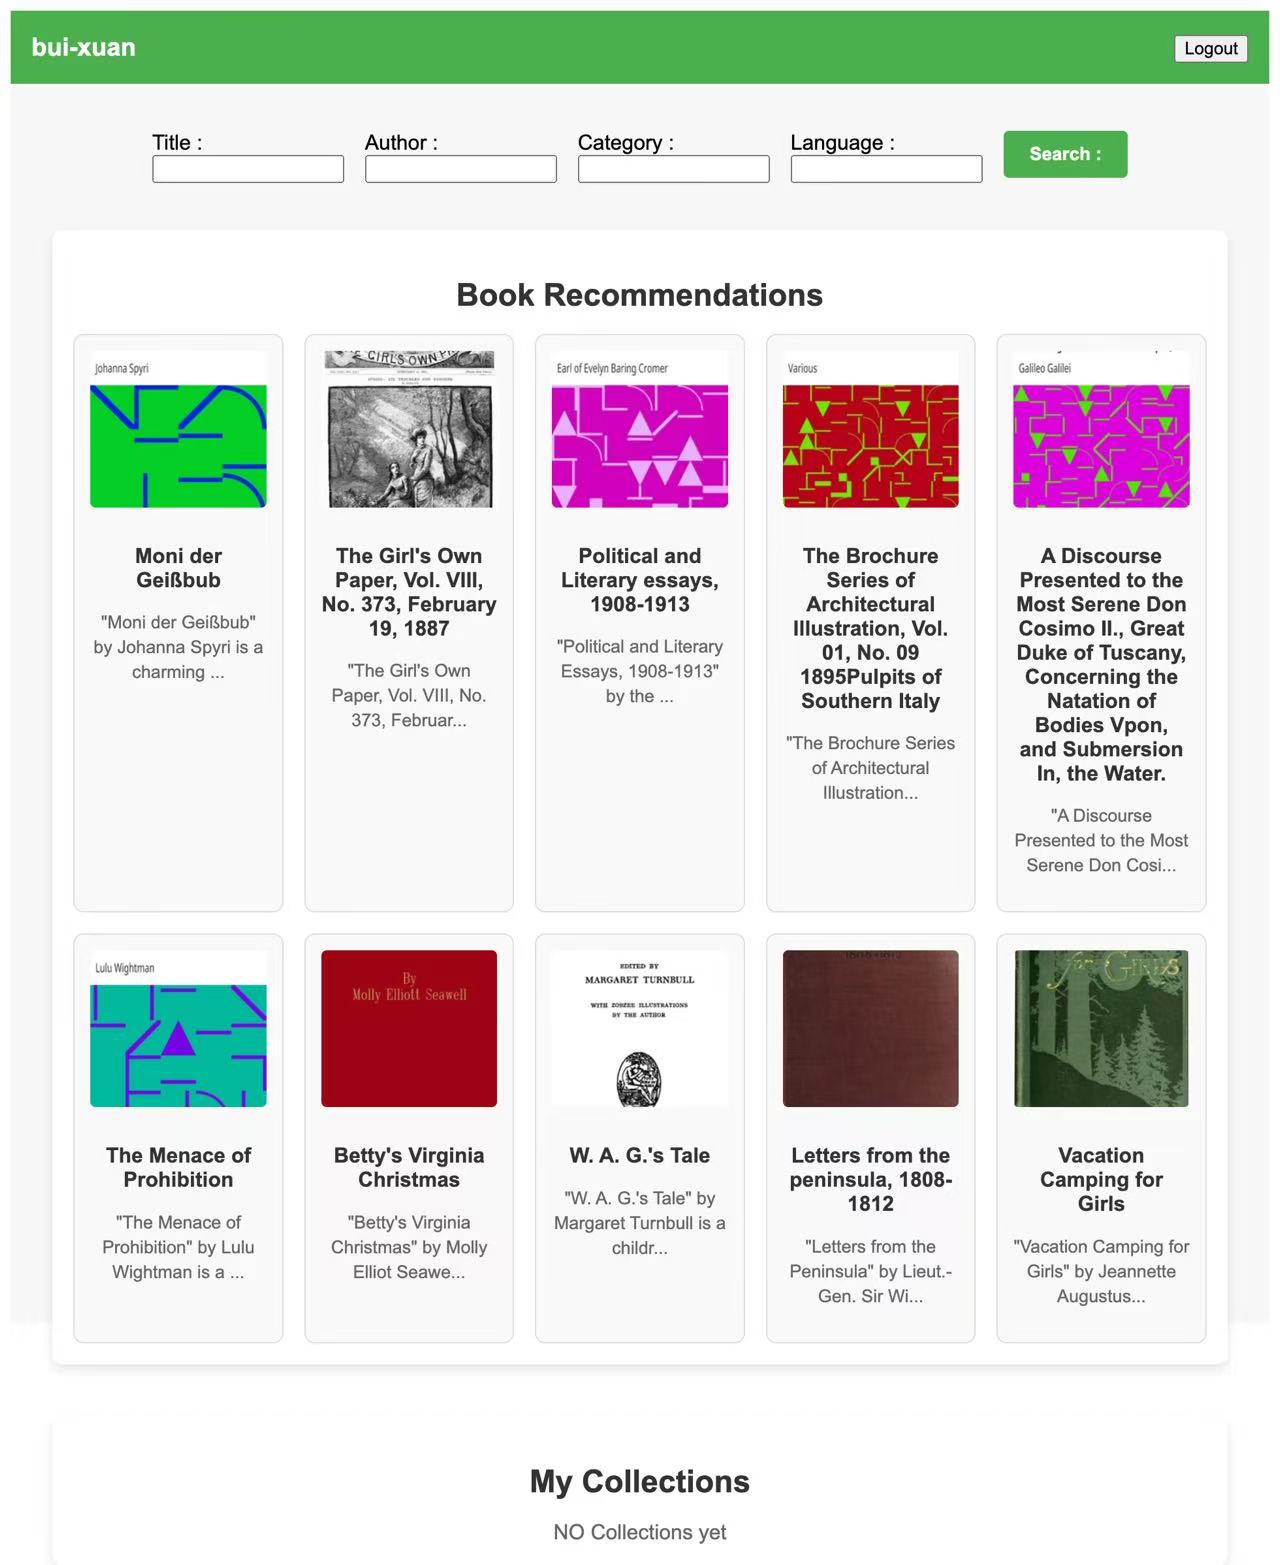 bui-xuan
Logout
Title :
Author :
Category :
Language :
Search :
Book Recommendations
Johanna Spyri
Moni der
Geißbub
"Moni der Geißbub"
by Johanna Spyri is a
charming ...
GIRL'S OWN
The Girl's Own
Paper, Vol. VIII,
No. 373, February
19, 1887
"The Girl's Own
Paper, Vol. VIII, No.
373, Februar...
Earl of Evelyn Baring Cromer
Political and
Literary essays,
1908-1913
"Political and Literary
Essays, 1908-1913"
by the ...
Various
The Brochure
Series of
Architectural
Illustration, Vol.
01, No. 09
1895Pulpits of
Southern Italy
"The Brochure Series
of Architectural
Illustration...
Galileo Galilei
A Discourse
Presented to the
Most Serene Don
Cosimo II., Great
Duke of Tuscany,
Concerning the
Natation of
Bodies Vpon,
and Submersion
In, the Water.
"A Discourse
Presented to the Most
Serene Don Cosi...
Lulu Wightman
The Menace of
Prohibition
"The Menace of
Prohibition" by Lulu
Wightman is a ...
By
Molly Elliott Seawell
Betty's Virginia
Christmas
"Betty's Virginia
Christmas" by Molly
Elliot Seawe...
EDITED BY
MARGARET TURNBULL
WITH ZOBZEE ILLUSTRATIONS
BY THE AUTHOR
W. A. G.'s Tale
"W. A. G.'s Tale" by
Margaret Turnbull is a
childr...
1808-1812
Letters from the
peninsula, 1808-
1812
"Letters from the
Peninsula" by Lieut.-
Gen. Sir Wi...
for GIRLS
Vacation
Camping for
Girls
"Vacation Camping for
Girls" by Jeannette
Augustus...
My Collections
NO Collections yet